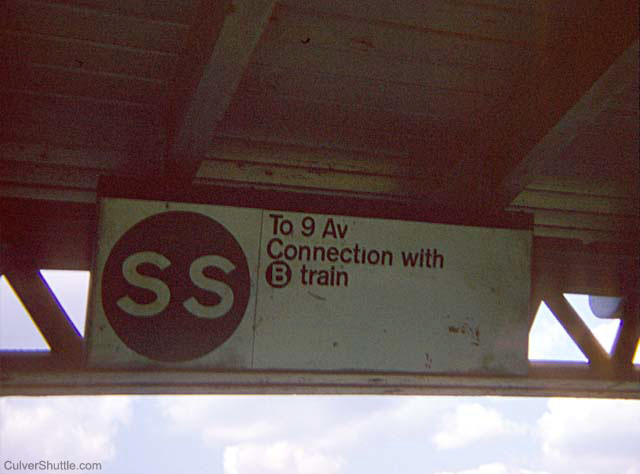 SS
To 9 Av
Connection with
B train
CulverShuttle.com